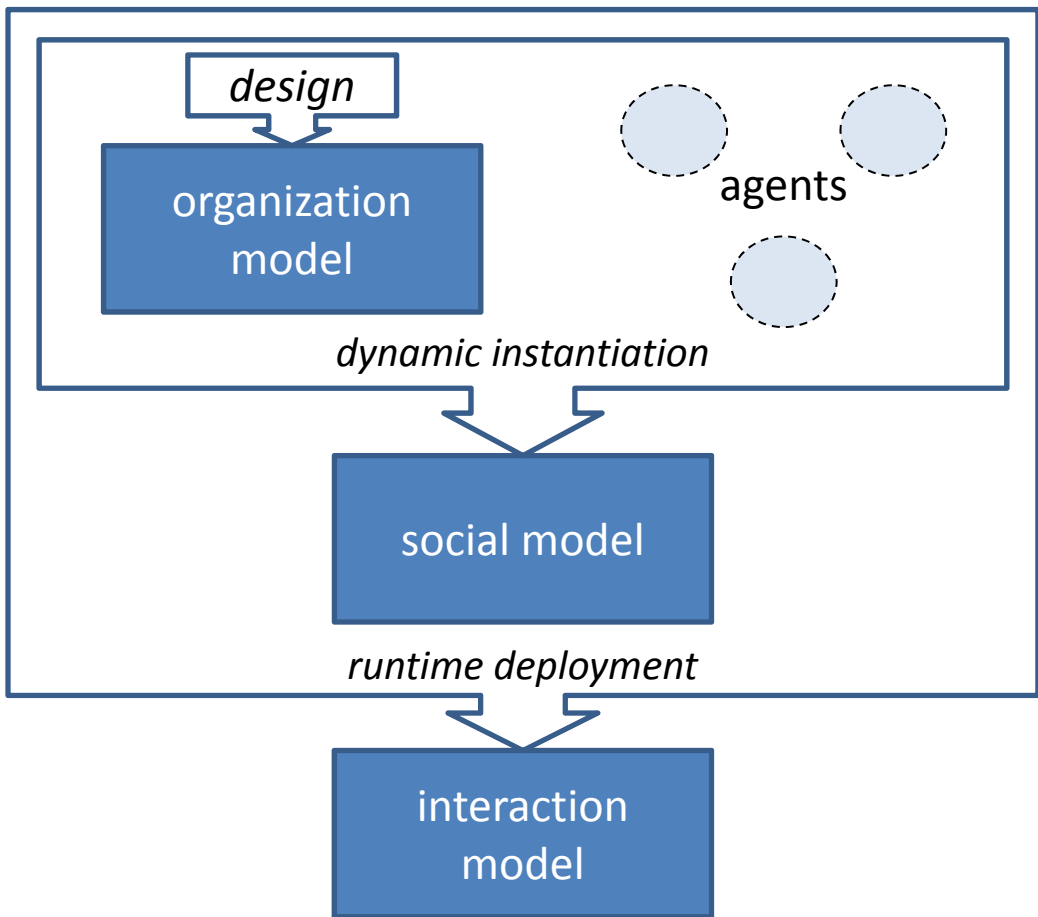 design
organization
model
agents
dynamic instantiation
social model
runtime deployment
interaction
model